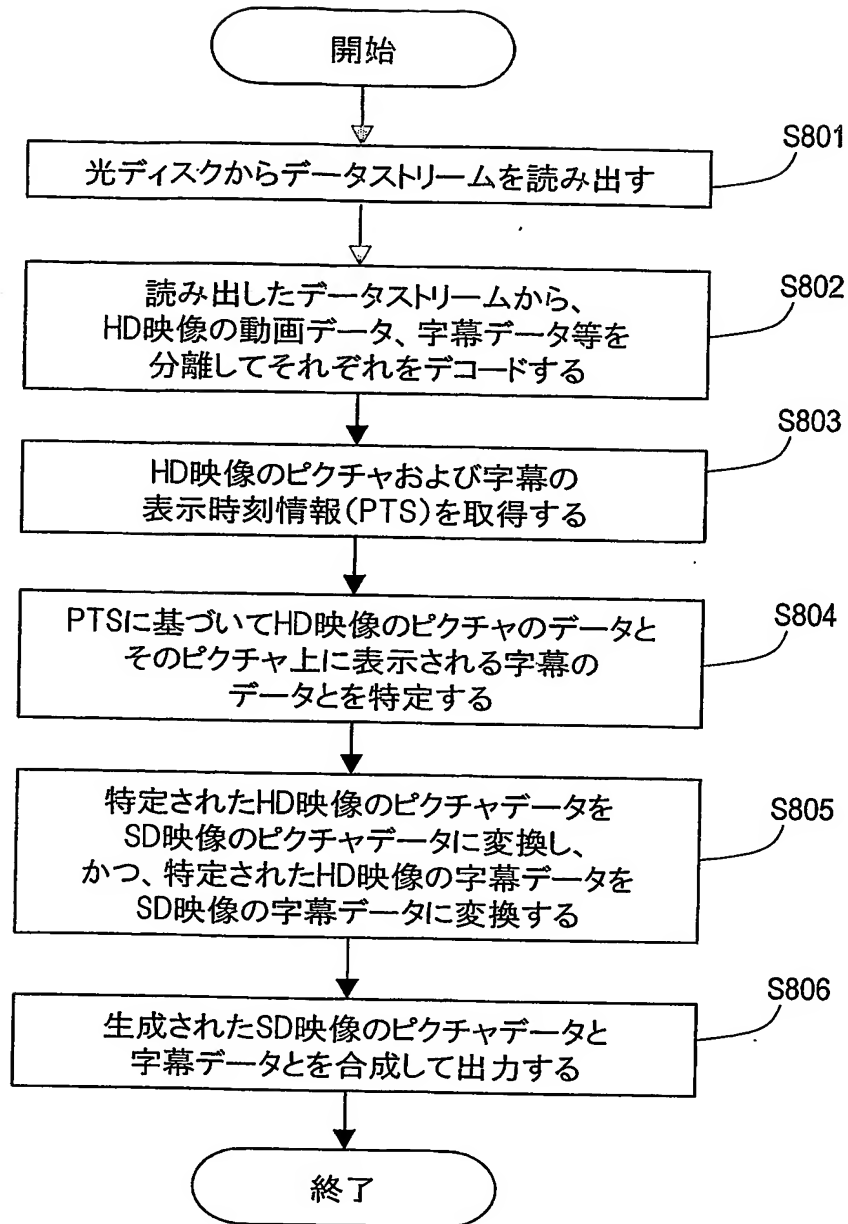 開始
光ディスクからデータストリームを読み出す
S801
読み出したデータストリームから、
HD映像の動画データ、字幕データ等を
分離してそれぞれをデコードする
S802
HD映像のピクチャおよび字幕の
表示時刻情報(PTS)を取得する
S803
PTSに基づいてHD映像のピクチャのデータと
そのピクチャ上に表示される字幕の
データとを特定する
S804
特定されたHD映像のピクチャデータを
SD映像のピクチャデータに変換し、
かつ、特定されたHD映像の字幕データを
SD映像の字幕データに変換する
S805
生成されたSD映像のピクチャデータと
字幕データとを合成して出力する
S806
終了